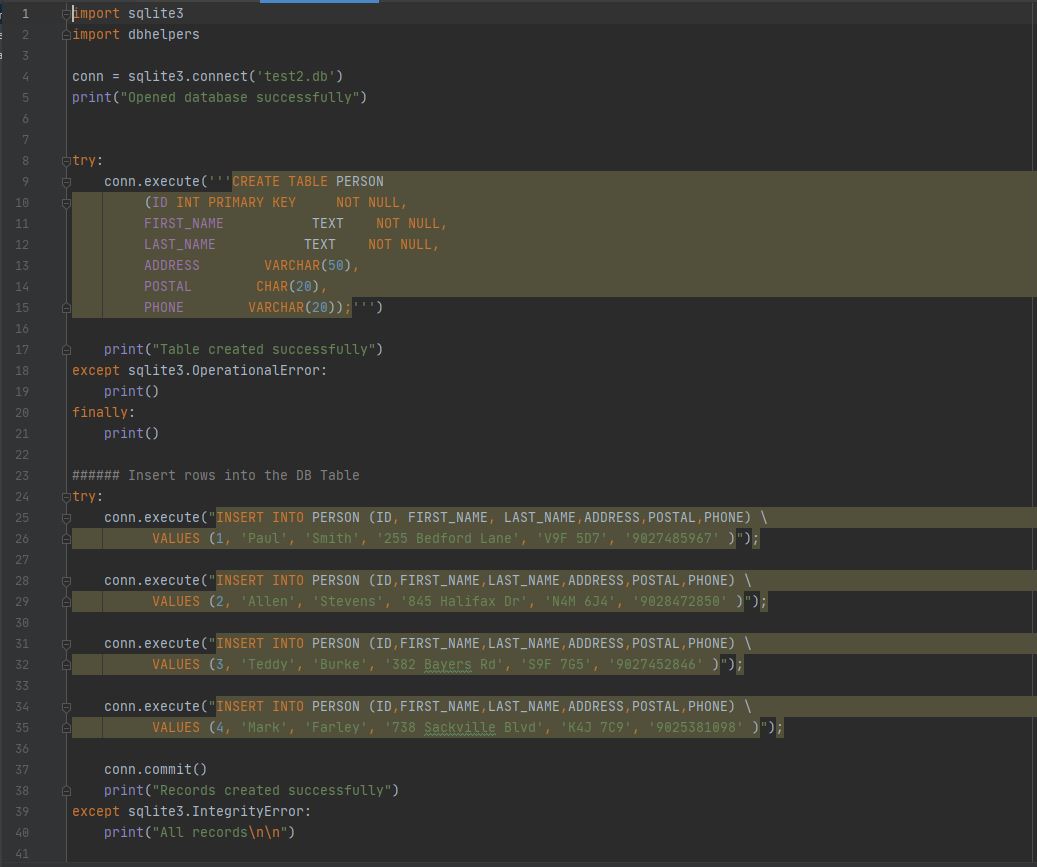 1 import sqlite3
2 import dbhelpers
3
4 conn = sqlite3.connect('test2.db')
5 print("Opened database successfully")
6
7
8 try:
9     conn.execute('''CREATE TABLE PERSON
10          (ID INT PRIMARY KEY     NOT NULL,
11          FIRST_NAME           TEXT    NOT NULL,
12          LAST_NAME           TEXT    NOT NULL,
13          ADDRESS        VARCHAR(50),
14          POSTAL        CHAR(20),
15          PHONE        VARCHAR(20));''')
16
17     print("Table created successfully")
18 except sqlite3.OperationalError:
19     print()
20 finally:
21     print()
22
23 ###### Insert rows into the DB Table
24 try:
25     conn.execute("INSERT INTO PERSON (ID, FIRST_NAME, LAST_NAME,ADDRESS,POSTAL,PHONE) \
26           VALUES (1, 'Paul', 'Smith', '255 Bedford Lane', 'V9F 5D7', '9027485967' )");
27
28     conn.execute("INSERT INTO PERSON (ID,FIRST_NAME,LAST_NAME,ADDRESS,POSTAL,PHONE) \
29           VALUES (2, 'Allen', 'Stevens', '845 Halifax Dr', 'N4M 6J4', '9028472850' )");
30
31     conn.execute("INSERT INTO PERSON (ID,FIRST_NAME,LAST_NAME,ADDRESS,POSTAL,PHONE) \
32           VALUES (3, 'Teddy', 'Burke', '382 Bayers Rd', 'S9F 7G5', '9027452846' )");
33
34     conn.execute("INSERT INTO PERSON (ID,FIRST_NAME,LAST_NAME,ADDRESS,POSTAL,PHONE) \
35           VALUES (4, 'Mark', 'Farley', '738 Sackville Blvd', 'K4J 7C9', '9025381098' )");
36
37     conn.commit()
38     print("Records created successfully")
39 except sqlite3.IntegrityError:
40     print("All records\n\n")
41